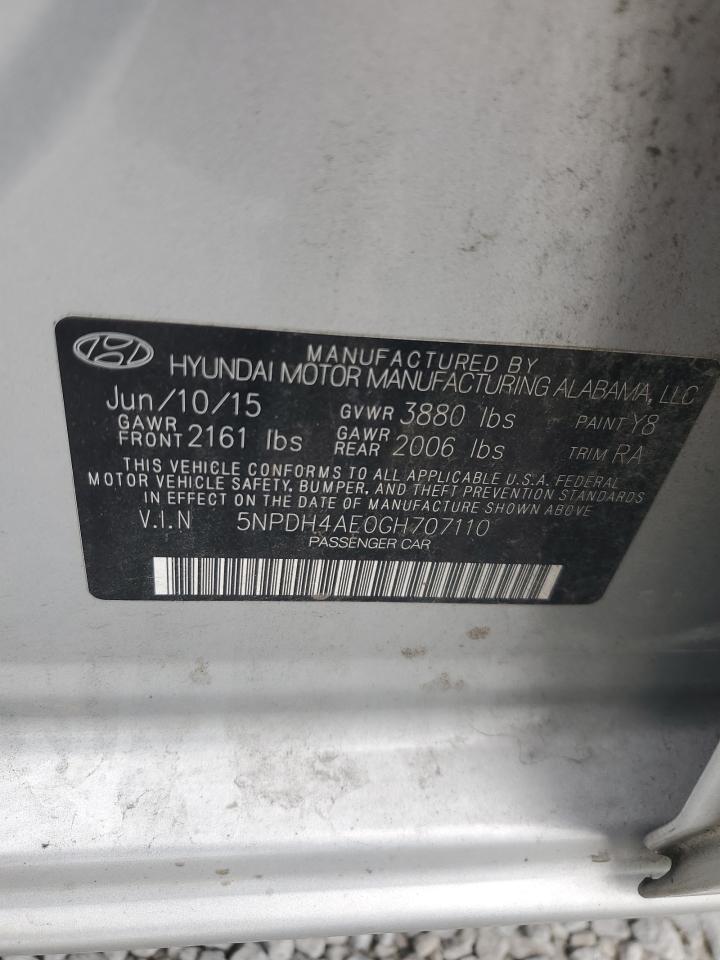 MANUFACTURED BY
HYUNDAI MOTOR MANUFACTURING ALABAMA, LLC
Jun/10/15 GVWR 3880 lbs PAINT Y8
GAWR FRONT 2161 lbs GAWR REAR 2006 lbs TRIM RA
THIS VEHICLE CONFORMS TO ALL APPLICABLE U.S.A. FEDERAL
MOTOR VEHICLE SAFETY, BUMPER, AND THEFT PREVENTION STANDARDS
IN EFFECT ON THE DATE OF MANUFACTURE SHOWN ABOVE.
V.I.N 5NPDH4AE0GH707110
PASSENGER CAR